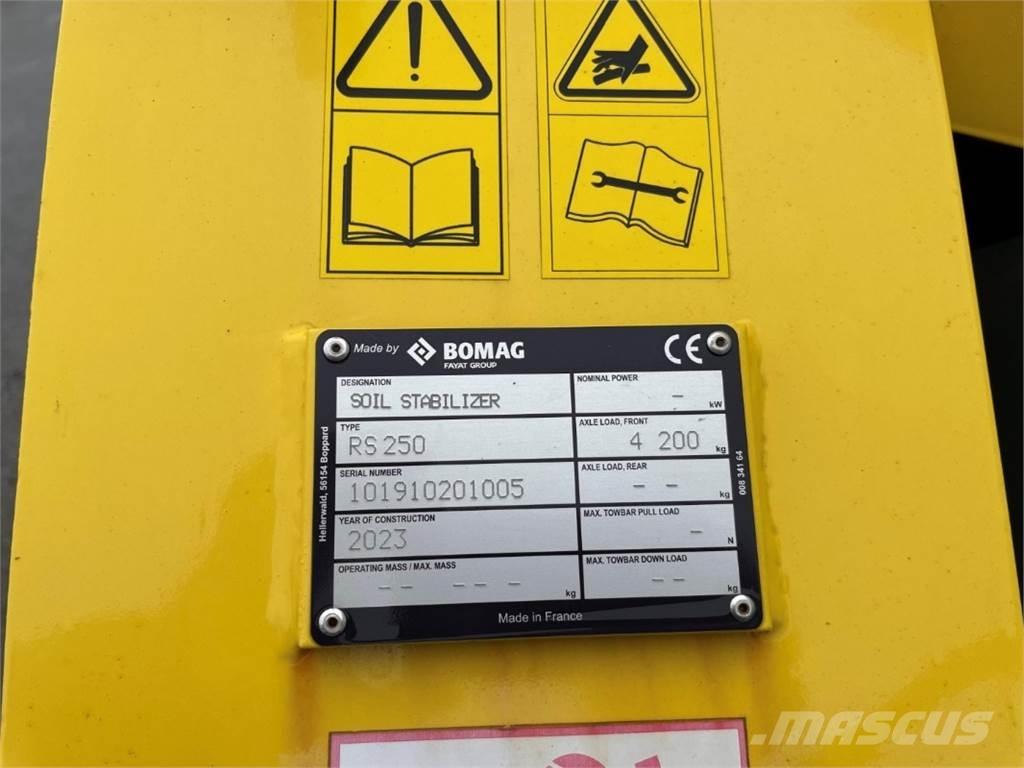 Made by BOMAG CE
FAYAT GROUP
DESIGNATION
SOIL STABILIZER
NOMINAL POWER
- kW
TYPE
RS 250
AXLE LOAD, FRONT
4 200 kg
SERIAL NUMBER
101910201005
AXLE LOAD, REAR
- - kg
YEAR OF CONSTRUCTION
2023
MAX. TOWBAR PULL LOAD
- N
OPERATING MASS / MAX. MASS
- - - - - kg
MAX. TOWBAR DOWN LOAD
- - kg
Made in France
Hellerwald, 56154 Boppard
008 341 64
MASCUS